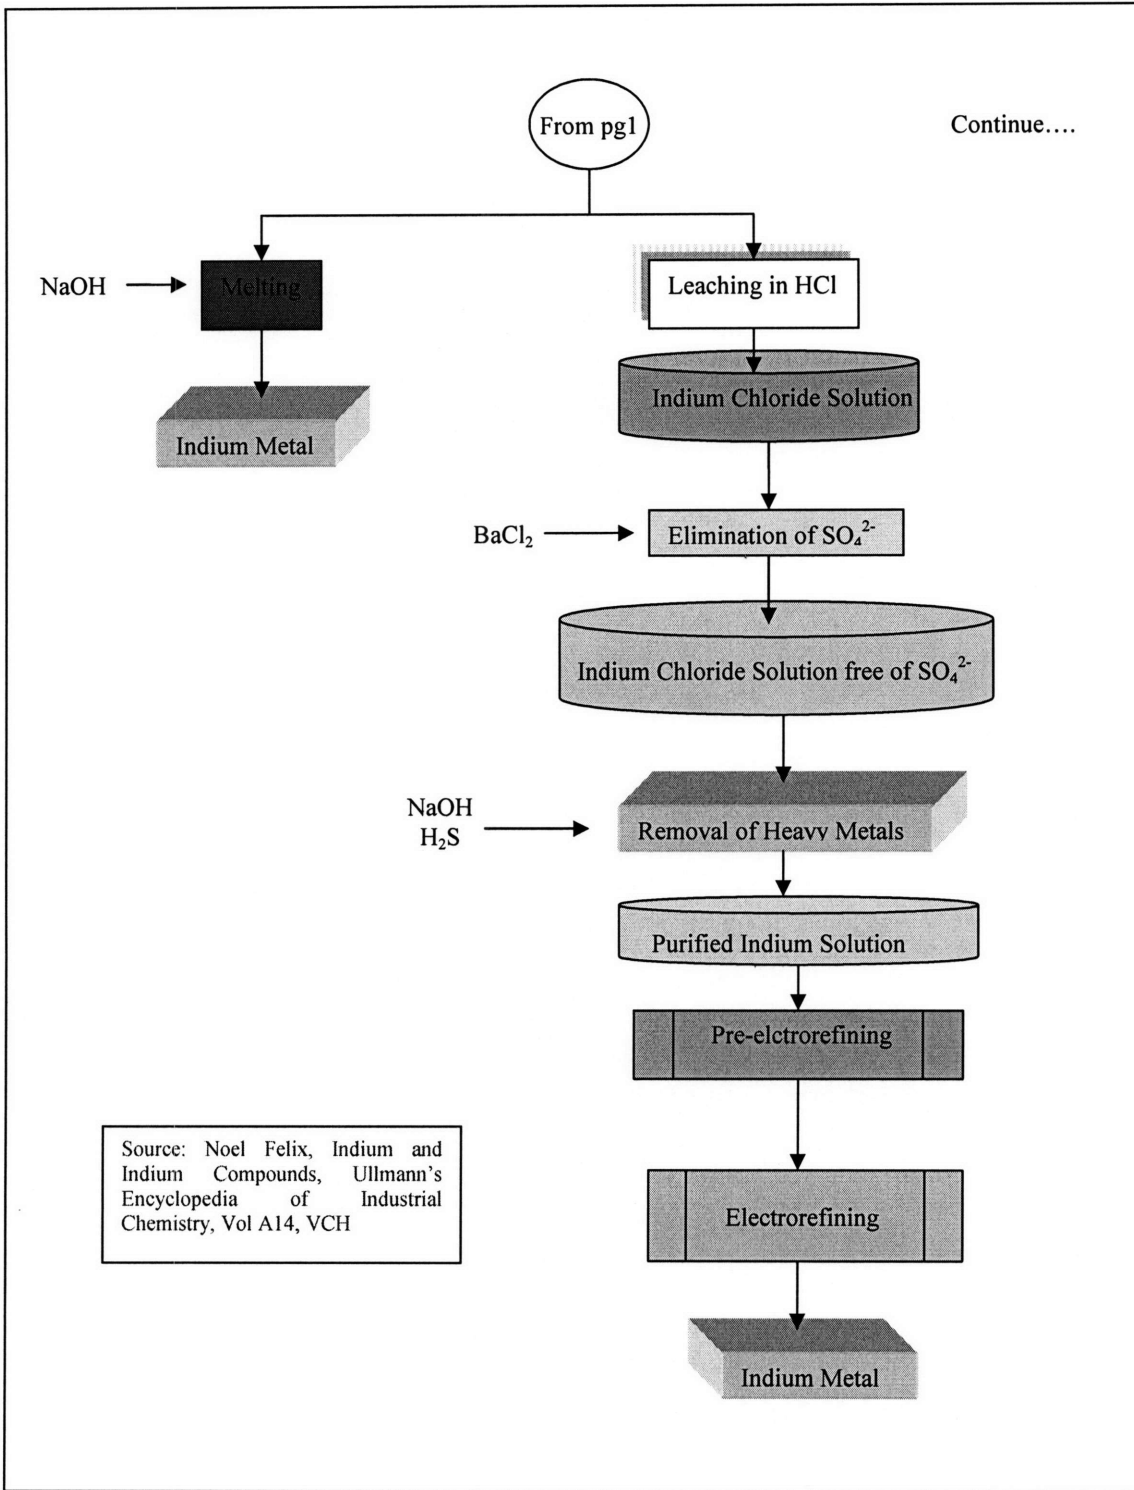 From pg1
Continue....
NaOH
Melting
Leaching in HCl
Indium Chloride Solution
Indium Metal
BaCl₂
Elimination of SO₄²⁻
Indium Chloride Solution free of SO₄²⁻
NaOH
H₂S
Removal of Heavy Metals
Purified Indium Solution
Pre-elctrorefining
Source: Noel Felix, Indium and
Indium Compounds, Ullmann's
Encyclopedia of Industrial
Chemistry, Vol A14, VCH
Electrorefining
Indium Metal